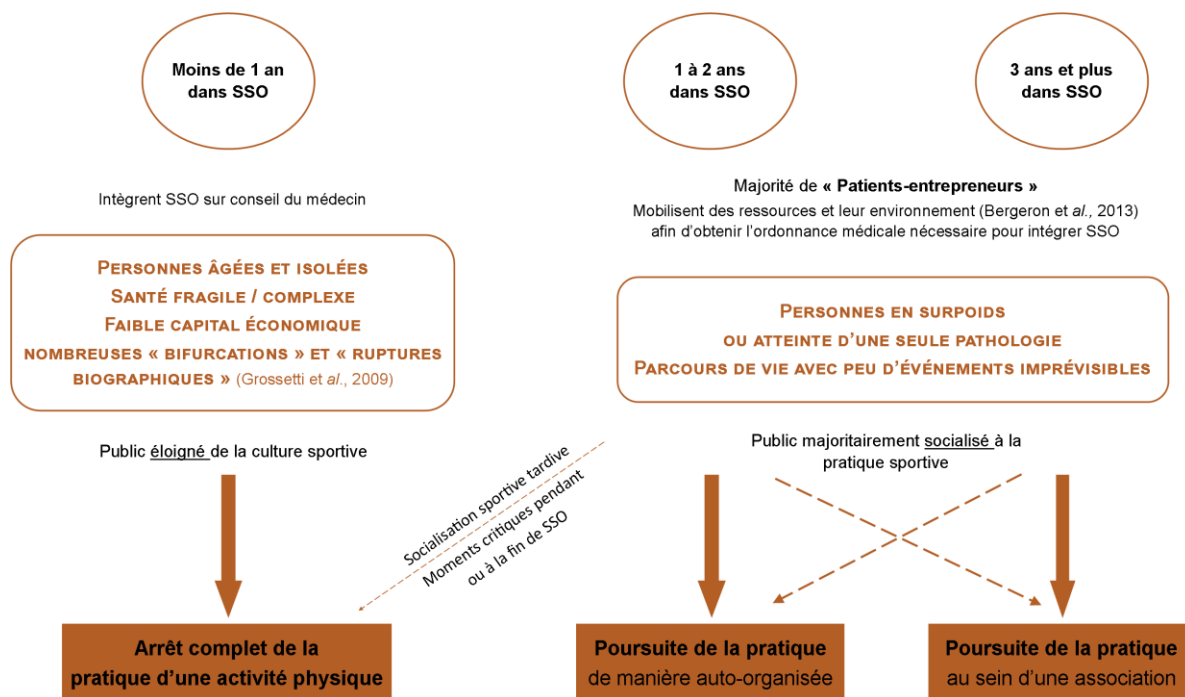 Moins de 1 an
dans SSO
1 à 2 ans
dans SSO
3 ans et plus
dans SSO
Intègrent SSO sur conseil du médecin
Majorité de « Patients-entrepreneurs »
Mobilisent des ressources et leur environnement (Bergeron et al., 2013)
afin d'obtenir l'ordonnance médicale nécessaire pour intégrer SSO
PERSONNES ÂGÉES ET ISOLÉES
SANTÉ FRAGILE / COMPLEXE
FAIBLE CAPITAL ÉCONOMIQUE
NOMBREUSES « BIFURCATIONS » ET « RUPTURES
BIOGRAPHIQUES » (Grossetti et al., 2009)
PERSONNES EN SURPOIDS
OU ATTEINTE D'UNE SEULE PATHOLOGIE
PARCOURS DE VIE AVEC PEU D'ÉVÉNEMENTS IMPRÉVISIBLES
Public éloigné de la culture sportive
Socialisation sportive tardive
Moments critiques pendant
ou à la fin de SSO
Public majoritairement socialisé à la
pratique sportive
Arrêt complet de la
pratique d'une activité physique
Poursuite de la pratique
de manière auto-organisée
Poursuite de la pratique
au sein d'une association